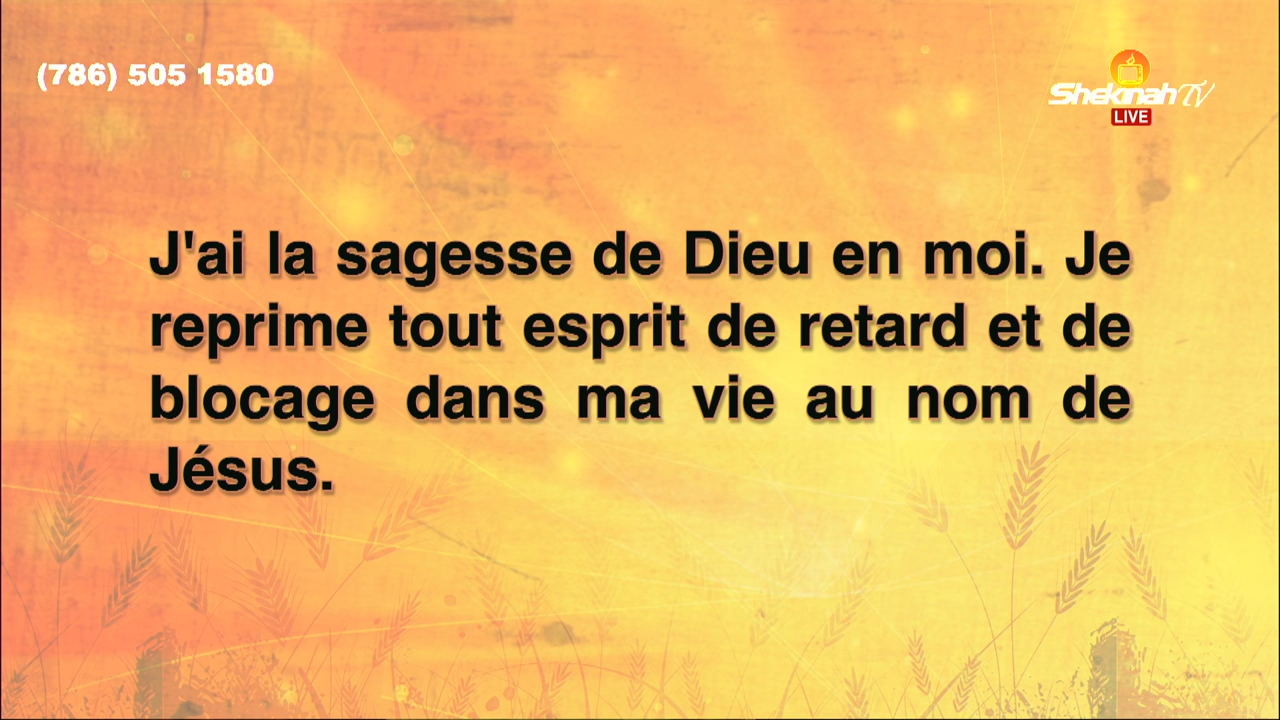 (786) 505 1580
Shekinah TV
LIVE
J'ai la sagesse de Dieu en moi. Je
reprime tout esprit de retard et de
blocage dans ma vie au nom de
Jésus.